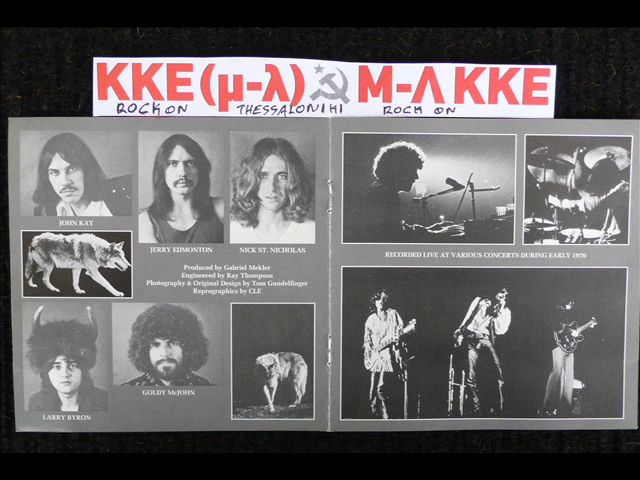 KKE (μ-λ) Μ-Λ ΚΚΕ
ROCK ON THESSALONIKI ROCK ON
JOHN KAY
JERRY EDMONTON
NICK ST. NICHOLAS
Produced by Gabriel Mekler
Engineered by Ray Thompson
Photography & Original Design by Tom Gundelfinger
Reprographics by CLE
LARRY BYRON
GOLDY McJOHN
RECORDED LIVE AT VARIOUS CONCERTS DURING EARLY 1970